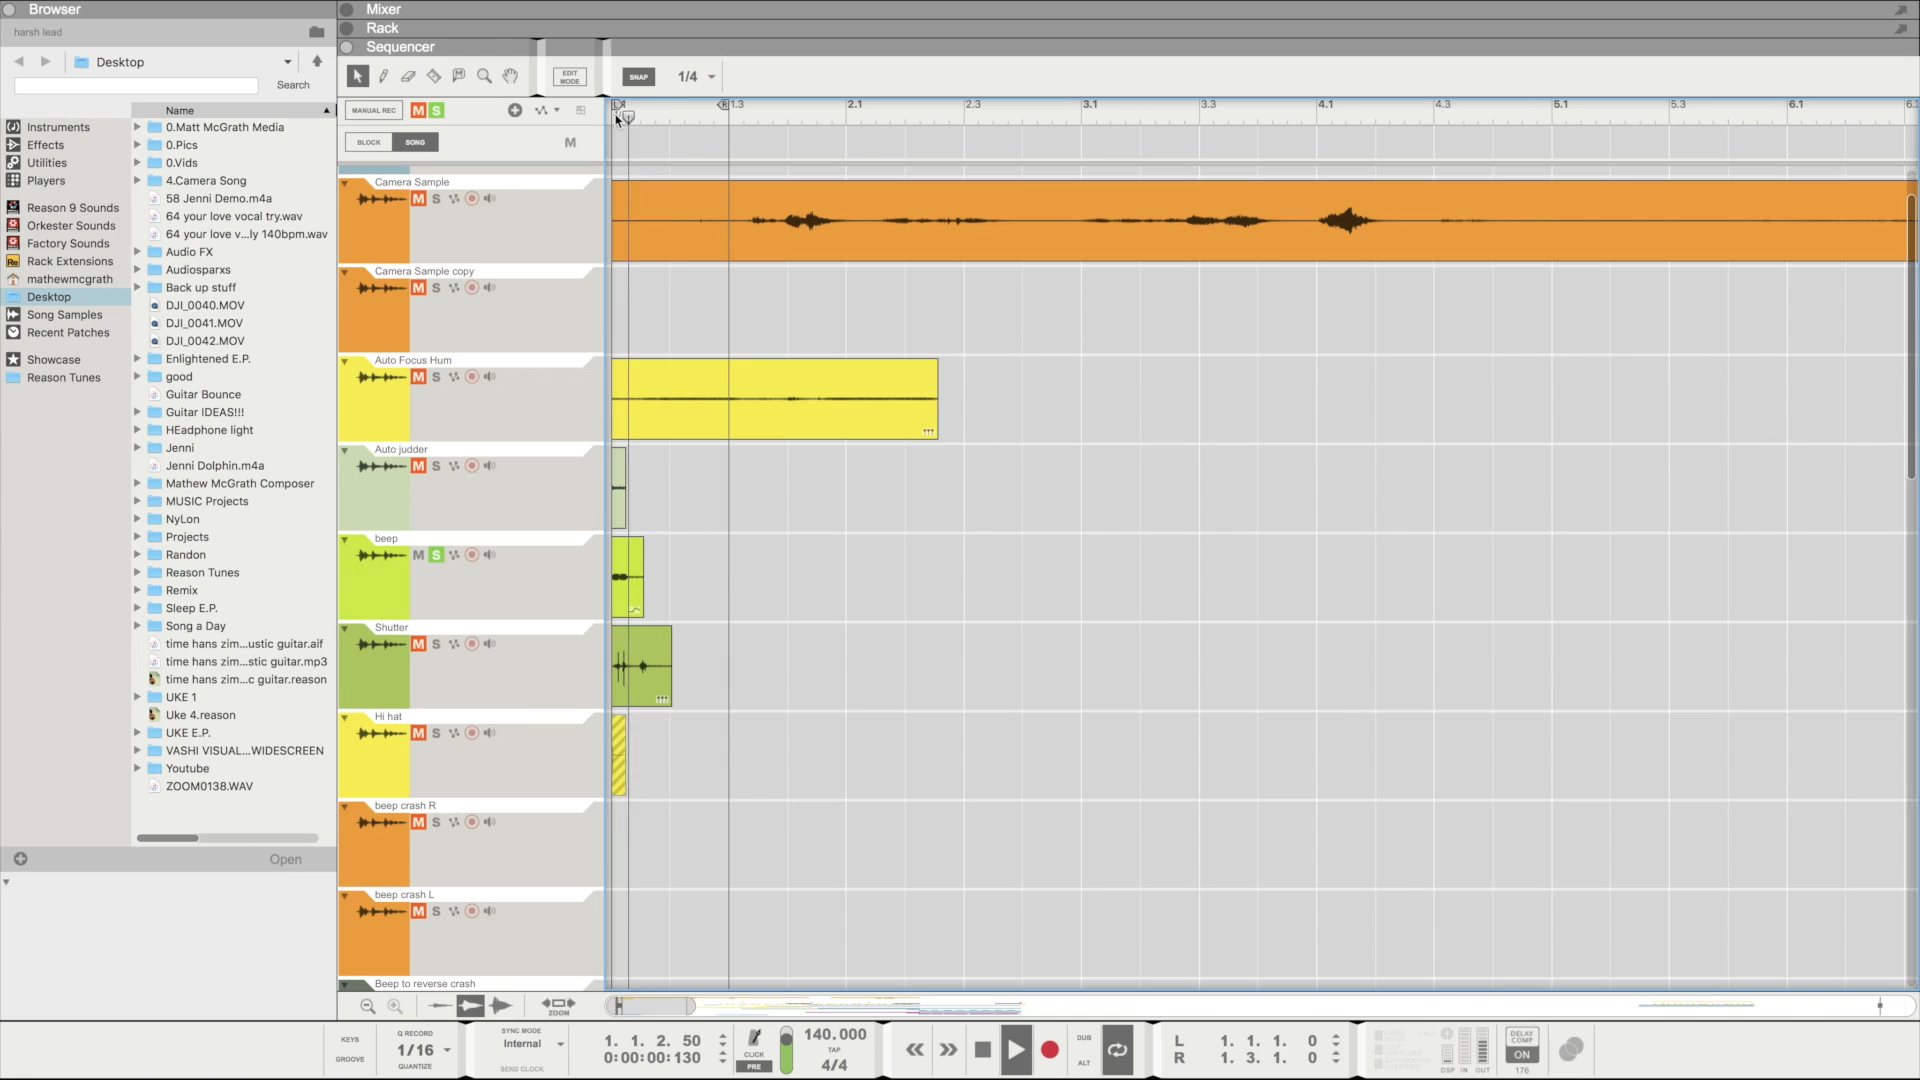 Browser
Mixer
harsh lead
Rack
Sequencer
Desktop
EDIT
MODE
SNAP
1/4
Search
Name
MANUAL REC
M
S
BLOCK
SONG
M
1.3
2.1
2.3
3.1
3.3
4.1
4.3
5.1
5.3
6.1
6.3
Instruments
Effects
Utilities
Players
Reason 9 Sounds
Orkester Sounds
Factory Sounds
Rack Extensions
mathewmcgrath
Desktop
Song Samples
Recent Patches
Showcase
Reason Tunes
0.Matt McGrath Media
0.Pics
0.Vids
4.Camera Song
58 Jenni Demo.m4a
64 your love vocal try.wav
64 your love v...ly 140bpm.wav
Audio FX
Audiosparxs
Back up stuff
DJI_0040.MOV
DJI_0041.MOV
DJI_0042.MOV
Enlightened E.P.
good
Guitar Bounce
Guitar IDEAS!!!
HEadphone light
Jenni
Jenni Dolphin.m4a
Mathew McGrath Composer
MUSIC Projects
NyLon
Projects
Randon
Reason Tunes
Remix
Sleep E.P.
Song a Day
time hans zim...ustic guitar.aif
time hans zim...stic guitar.mp3
time hans zim...c guitar.reason
UKE 1
Uke 4.reason
UKE E.P.
VASHI VISUAL...WIDESCREEN
Youtube
ZOOM0138.WAV
Open
Camera Sample
M S
Camera Sample copy
M S
Auto Focus Hum
M S
Auto judder
M S
beep
M S
Shutter
M S
Hi hat
M S
beep crash R
M S
beep crash L
M S
Beep to reverse crash
ZOOM
KEYS
GROOVE
Q RECORD
1/16
QUANTIZE
SYNC MODE
Internal
SEND CLOCK
1. 1. 2. 50
0:00:00:130
CLICK
PRE
140.000
TAP
4/4
DUB
ALT
L 1. 1. 1. 0
R 1. 3. 1. 0
DSP IN OUT
DELAY
COMP
ON
176